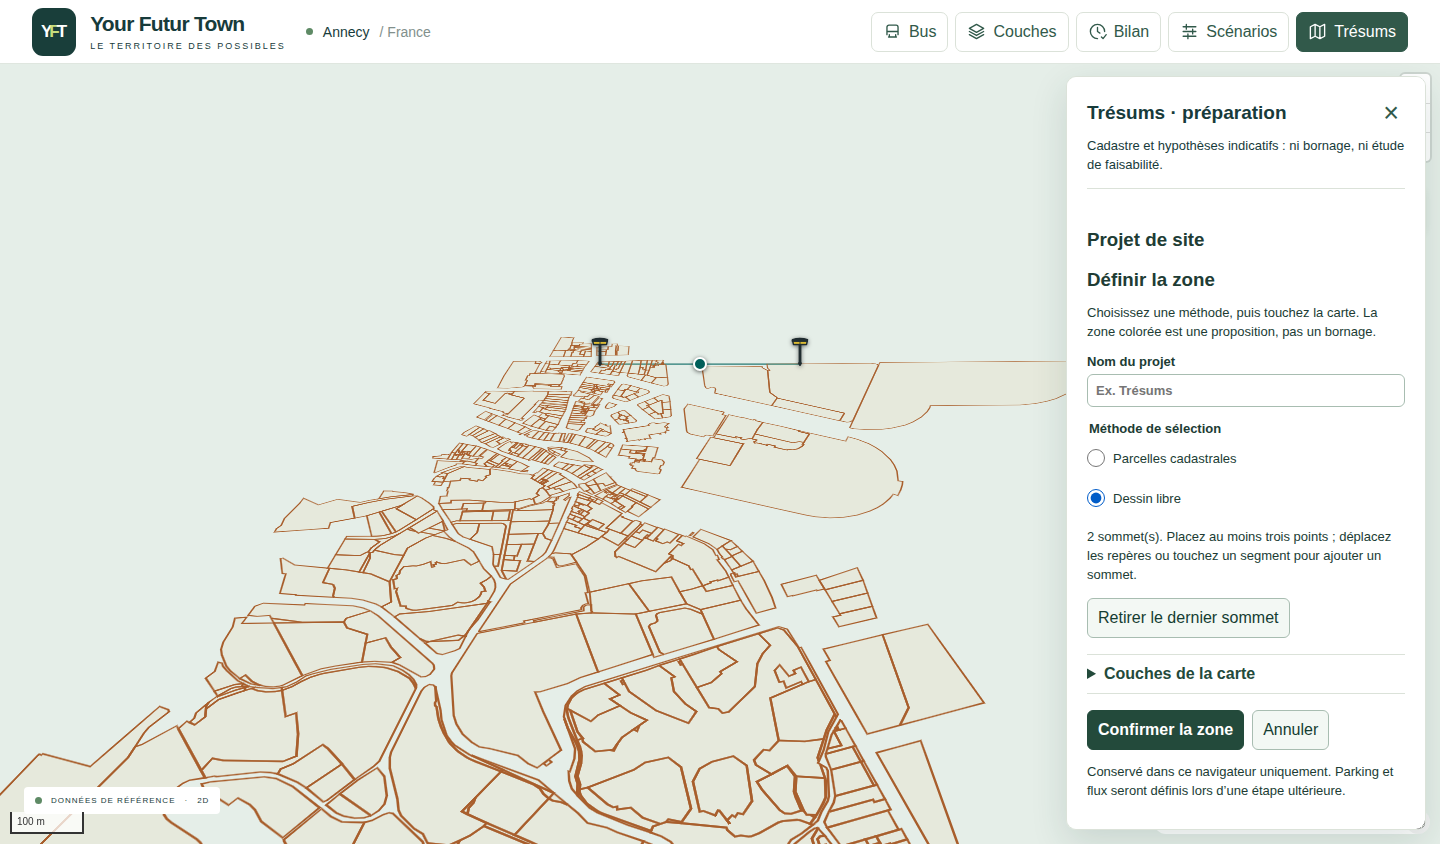 YFT
Your Futur Town
LE TERRITOIRE DES POSSIBLES
Annecy / France
Bus
Couches
Bilan
Scénarios
Trésums
Trésums · préparation
Cadastre et hypothèses indicatifs : ni bornage, ni étude
de faisabilité.
Projet de site
Définir la zone
Choisissez une méthode, puis touchez la carte. La
zone colorée est une proposition, pas un bornage.
Nom du projet
Ex. Trésums
Méthode de sélection
Parcelles cadastrales
Dessin libre
2 sommet(s). Placez au moins trois points ; déplacez
les repères ou touchez un segment pour ajouter un
sommet.
Retirer le dernier sommet
Couches de la carte
Confirmer la zone
Annuler
Conservé dans ce navigateur uniquement. Parking et
flux seront définis lors d’une étape ultérieure.
DONNÉES DE RÉFÉRENCE · 2D
100 m